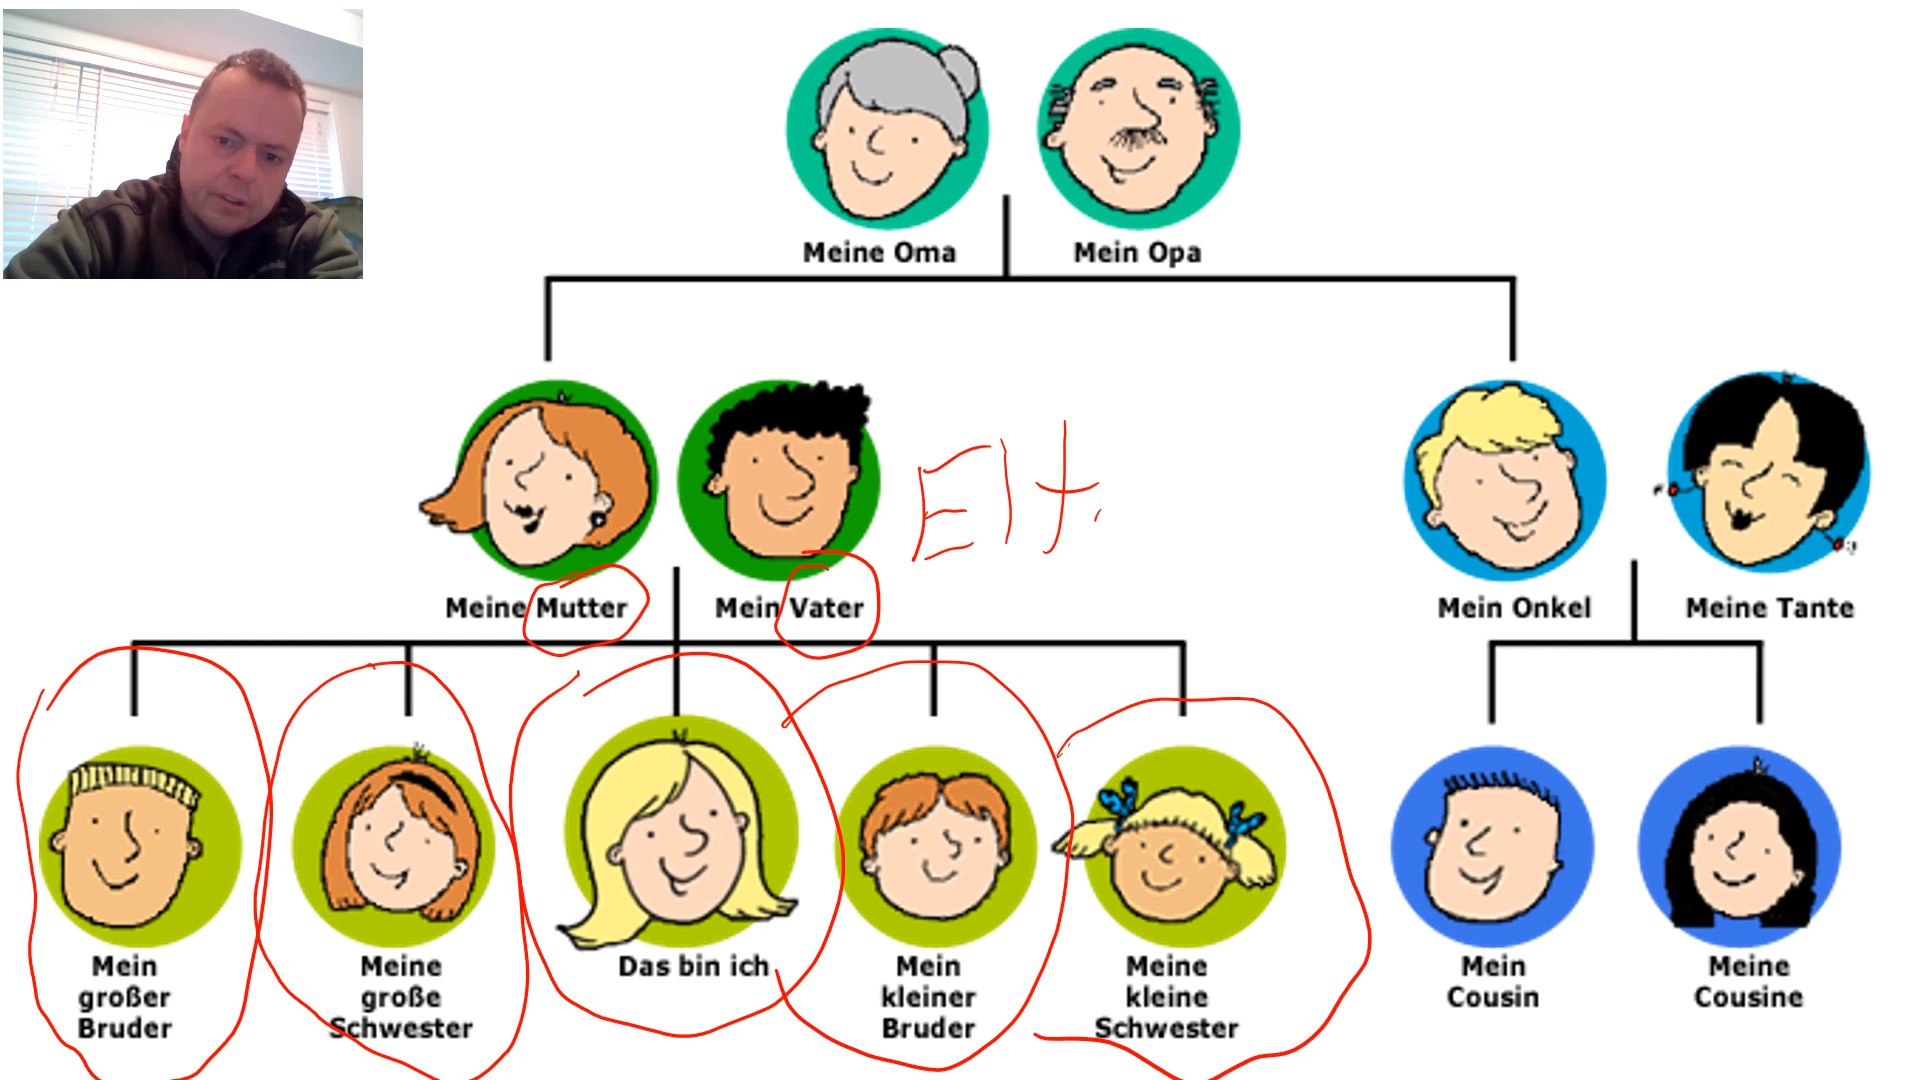 Meine Oma
Mein Opa
Elt
Meine Mutter
Mein Vater
Mein Onkel
Meine Tante
Mein
großer
Bruder
Meine
große
Schwester
Das bin ich
Mein
kleiner
Bruder
Meine
kleine
Schwester
Mein
Cousin
Meine
Cousine